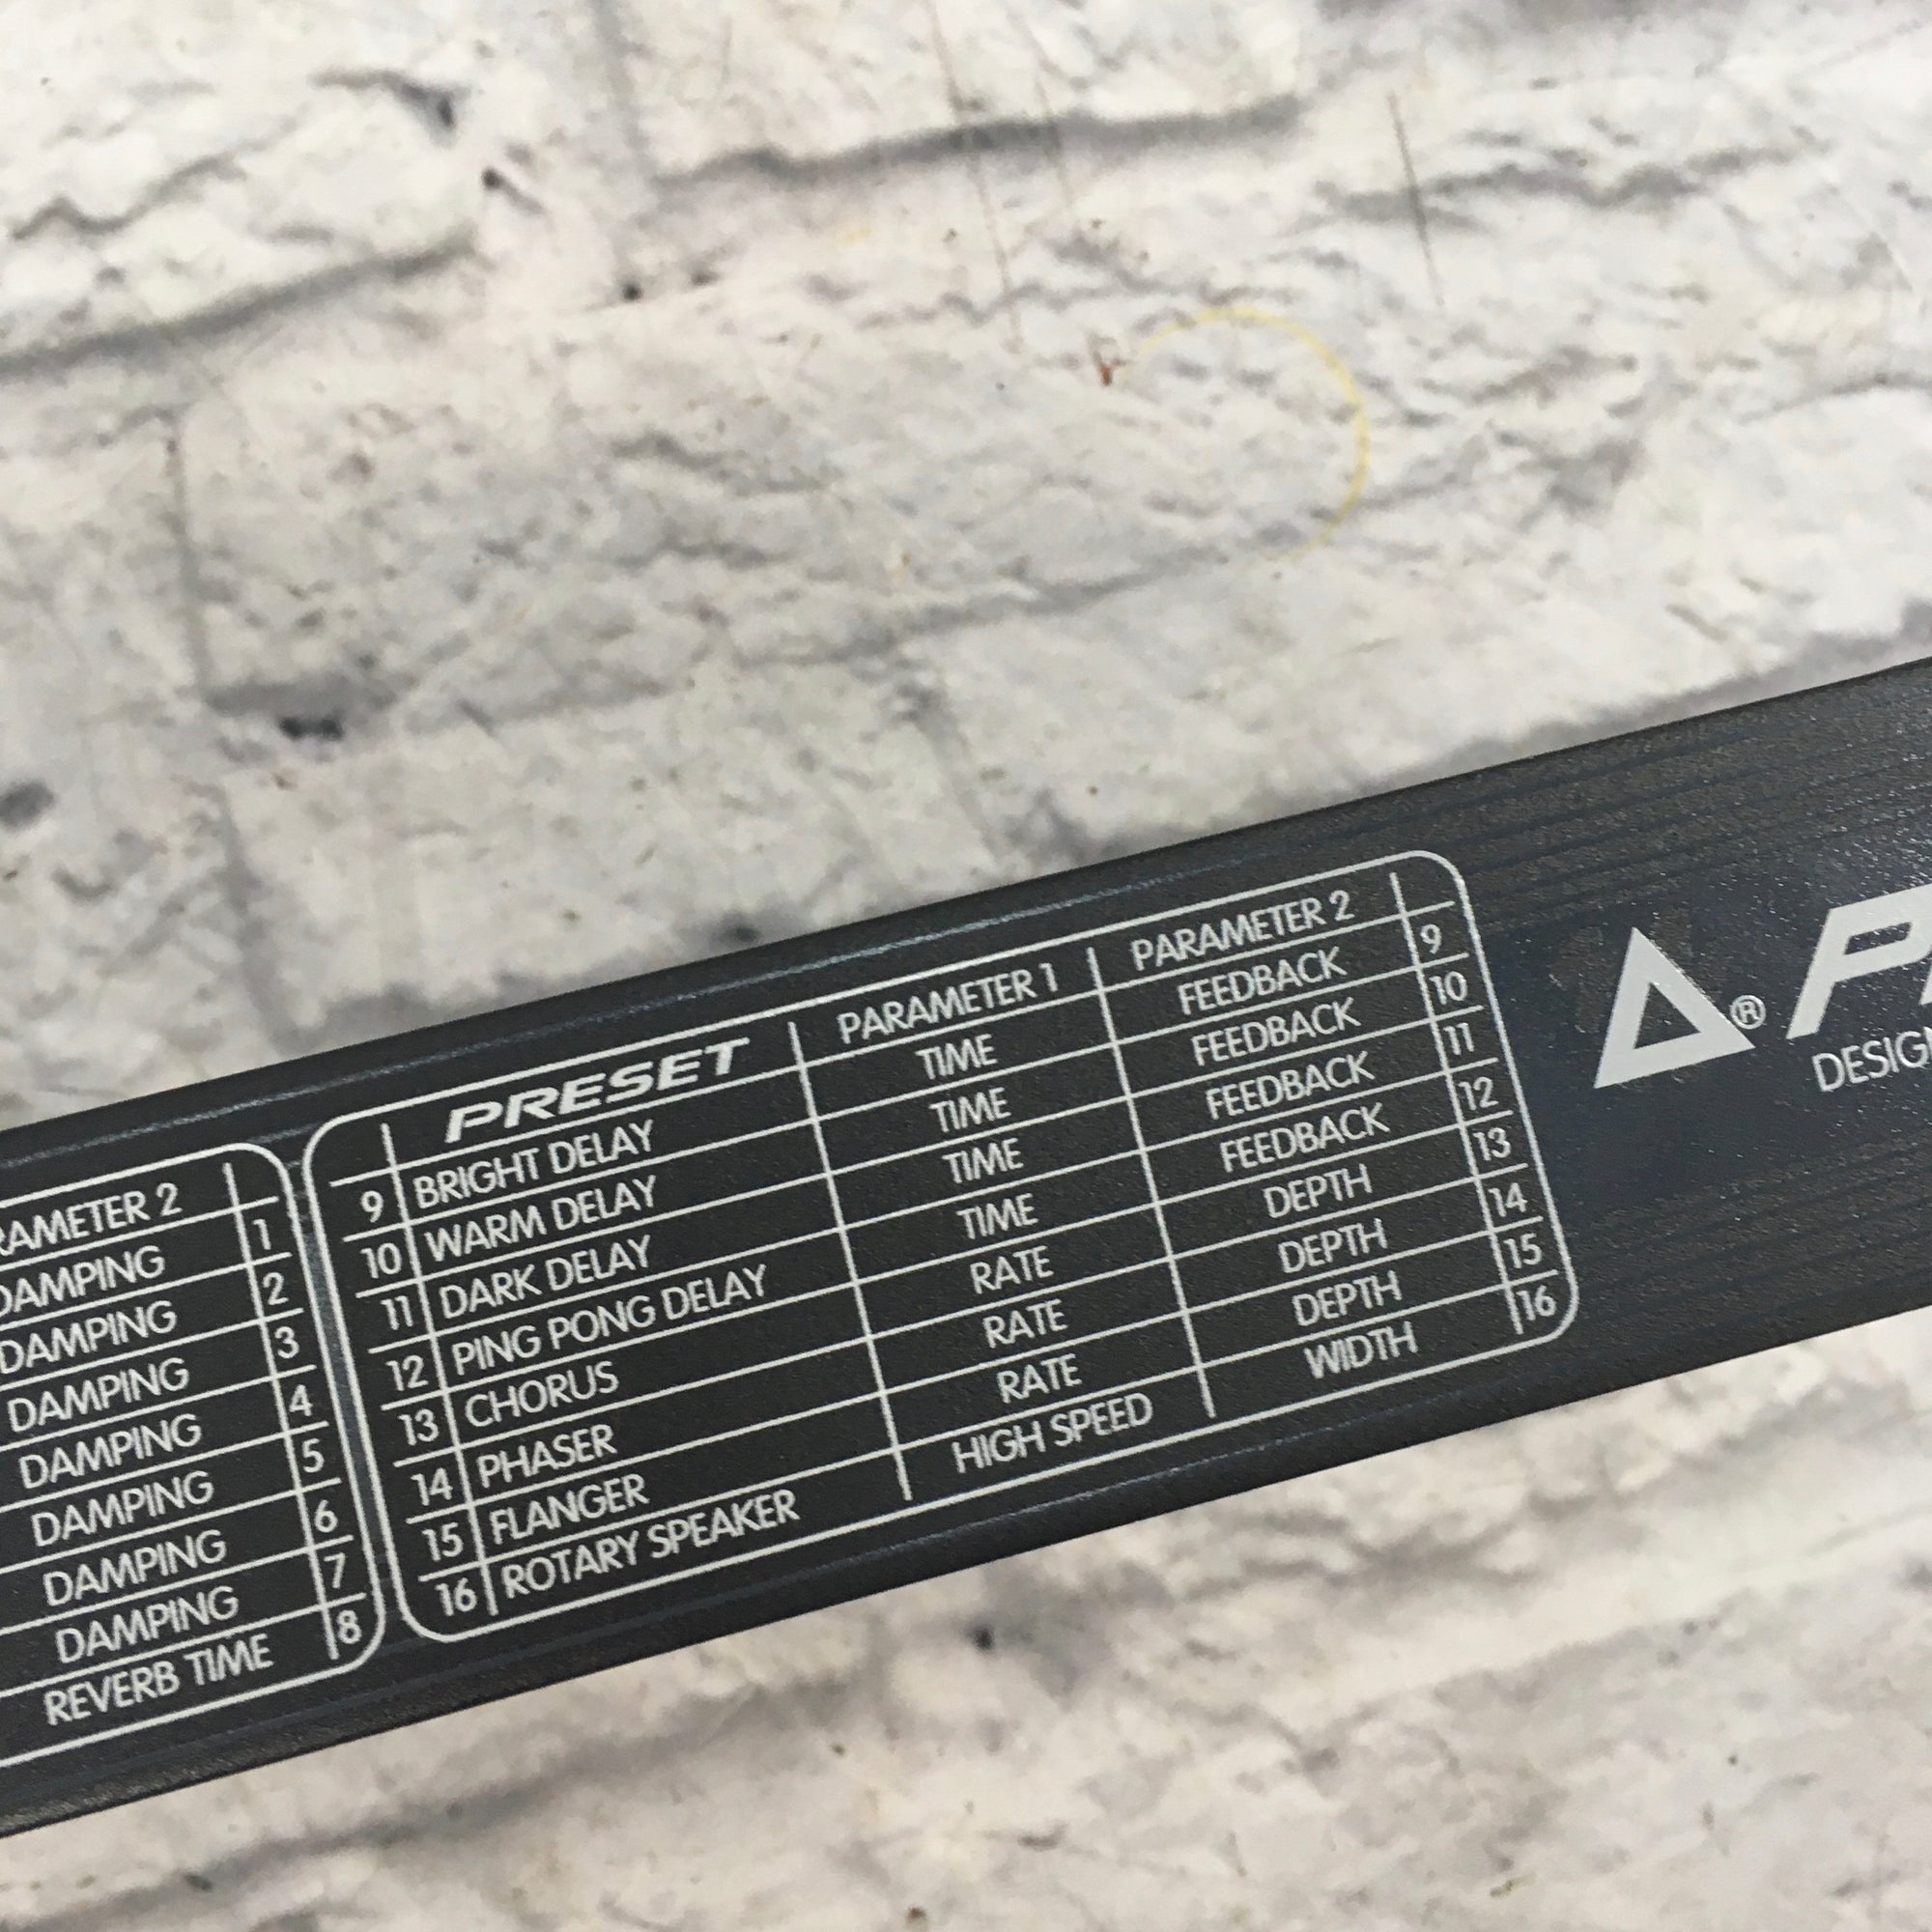 PARAMETER 2
DAMPING 1
DAMPING 2
DAMPING 3
DAMPING 4
DAMPING 5
DAMPING 6
DAMPING 7
REVERB TIME 8
PRESET PARAMETER 1 PARAMETER 2
9 BRIGHT DELAY TIME FEEDBACK 9
10 WARM DELAY TIME FEEDBACK 10
11 DARK DELAY TIME FEEDBACK 11
12 PING PONG DELAY TIME FEEDBACK 12
13 CHORUS RATE DEPTH 13
14 PHASER RATE DEPTH 14
15 FLANGER RATE DEPTH 15
16 ROTARY SPEAKER HIGH SPEED WIDTH 16
®